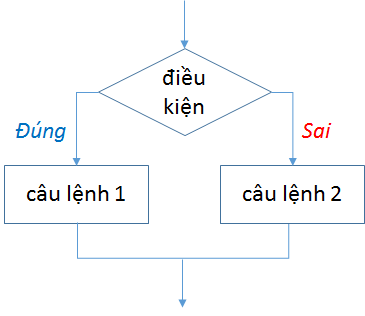 điều
kiện
Đúng
Sai
câu lệnh 1
câu lệnh 2